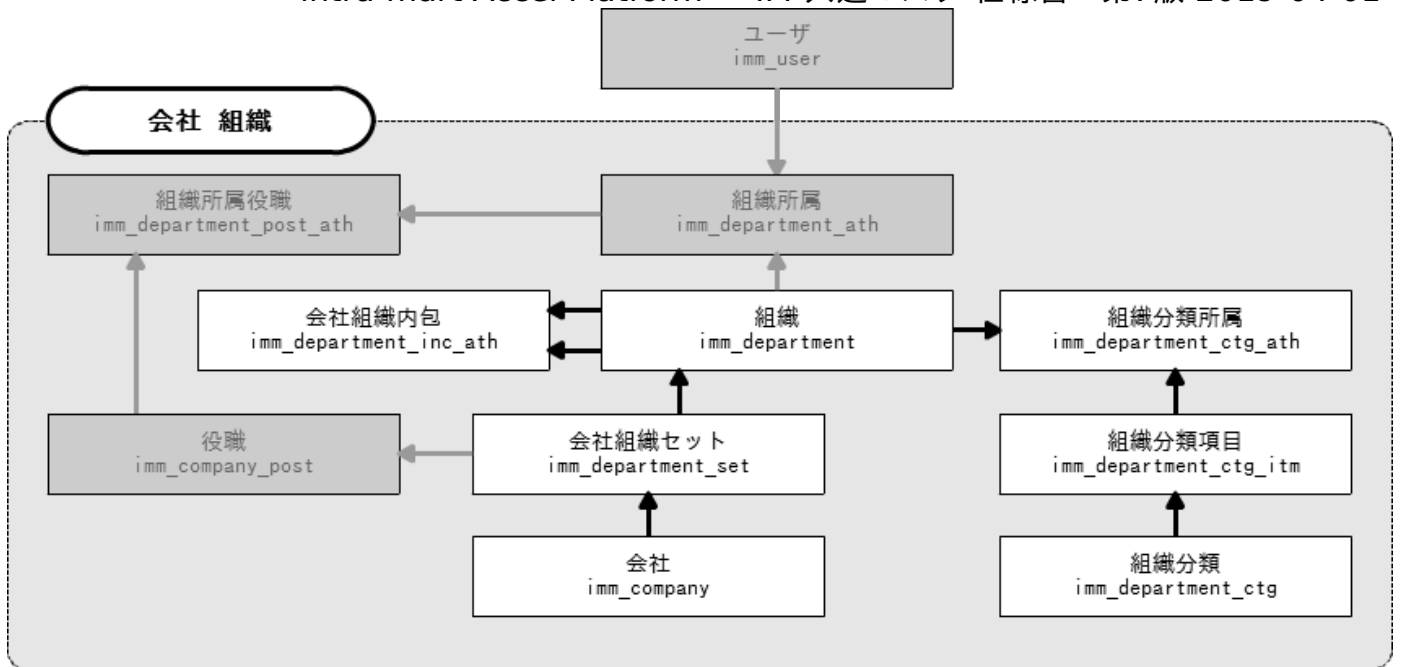 ユーザ
imm_user
会社 組織
組織所属役職
imm_department_post_ath
組織所属
imm_department_ath
会社組織内包
imm_department_inc_ath
組織
imm_department
組織分類所属
imm_department_ctg_ath
役職
imm_company_post
会社組織セット
imm_department_set
組織分類項目
imm_department_ctg_itm
会社
imm_company
組織分類
imm_department_ctg